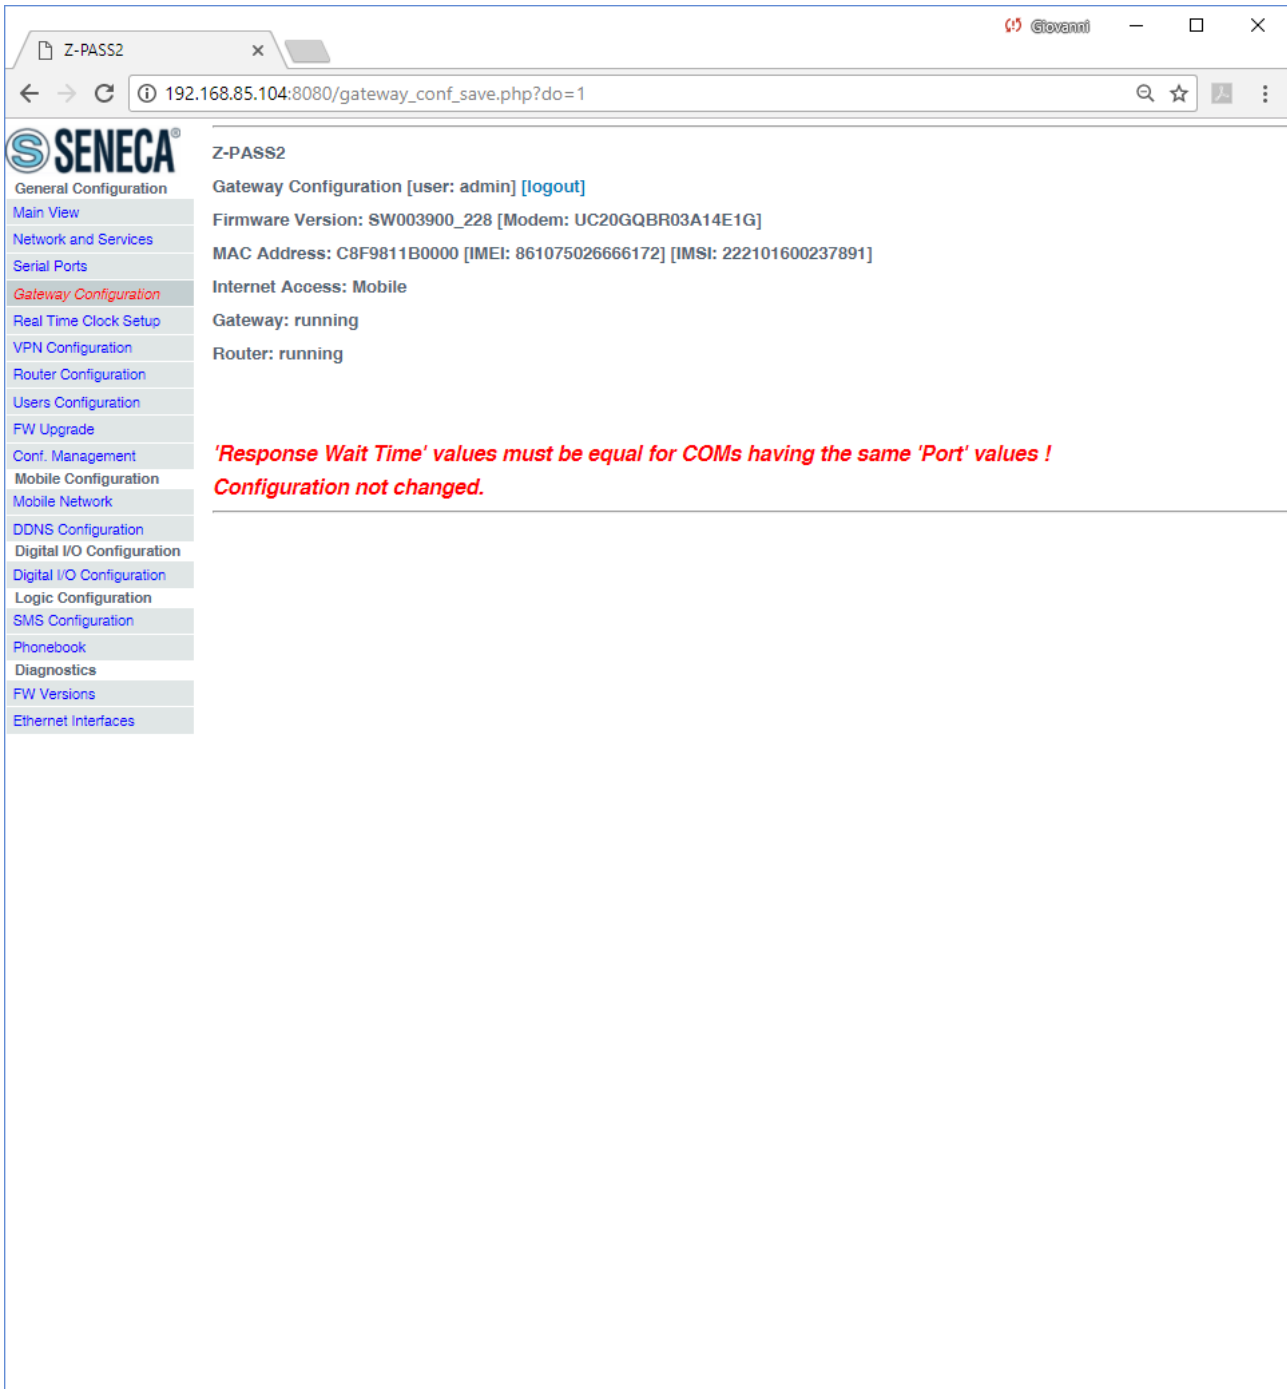 Giovanni
Z-PASS2
192.168.85.104:8080/gateway_conf_save.php?do=1
S SENECA®
General Configuration
Main View
Network and Services
Serial Ports
Gateway Configuration
Real Time Clock Setup
VPN Configuration
Router Configuration
Users Configuration
FW Upgrade
Conf. Management
Mobile Configuration
Mobile Network
DDNS Configuration
Digital I/O Configuration
Digital I/O Configuration
Logic Configuration
SMS Configuration
Phonebook
Diagnostics
FW Versions
Ethernet Interfaces
Z-PASS2
Gateway Configuration [user: admin] [logout]
Firmware Version: SW003900_228 [Modem: UC20GQBR03A14E1G]
MAC Address: C8F9811B0000 [IMEI: 861075026666172] [IMSI: 222101600237891]
Internet Access: Mobile
Gateway: running
Router: running
'Response Wait Time' values must be equal for COMs having the same 'Port' values !
Configuration not changed.